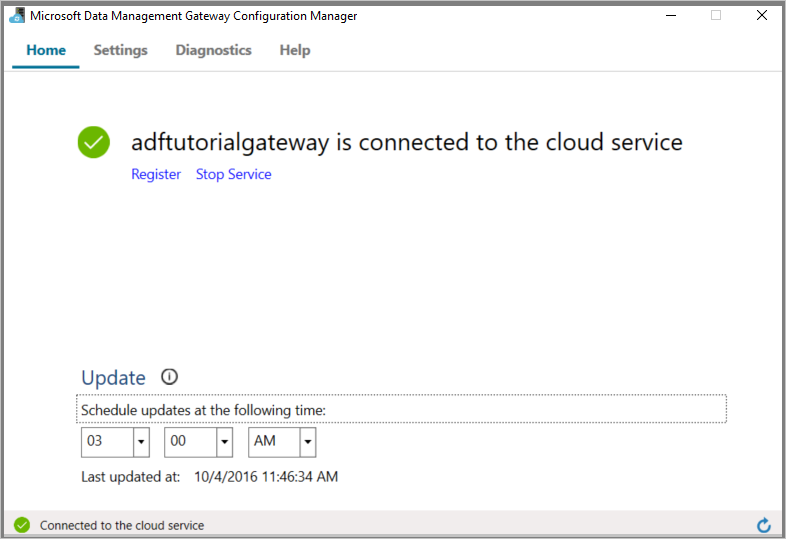 Microsoft Data Management Gateway Configuration Manager
Home Settings Diagnostics Help
adftutorialgateway is connected to the cloud service
Register Stop Service
Update
Schedule updates at the following time:
03 00 AM
Last updated at: 10/4/2016 11:46:34 AM
Connected to the cloud service